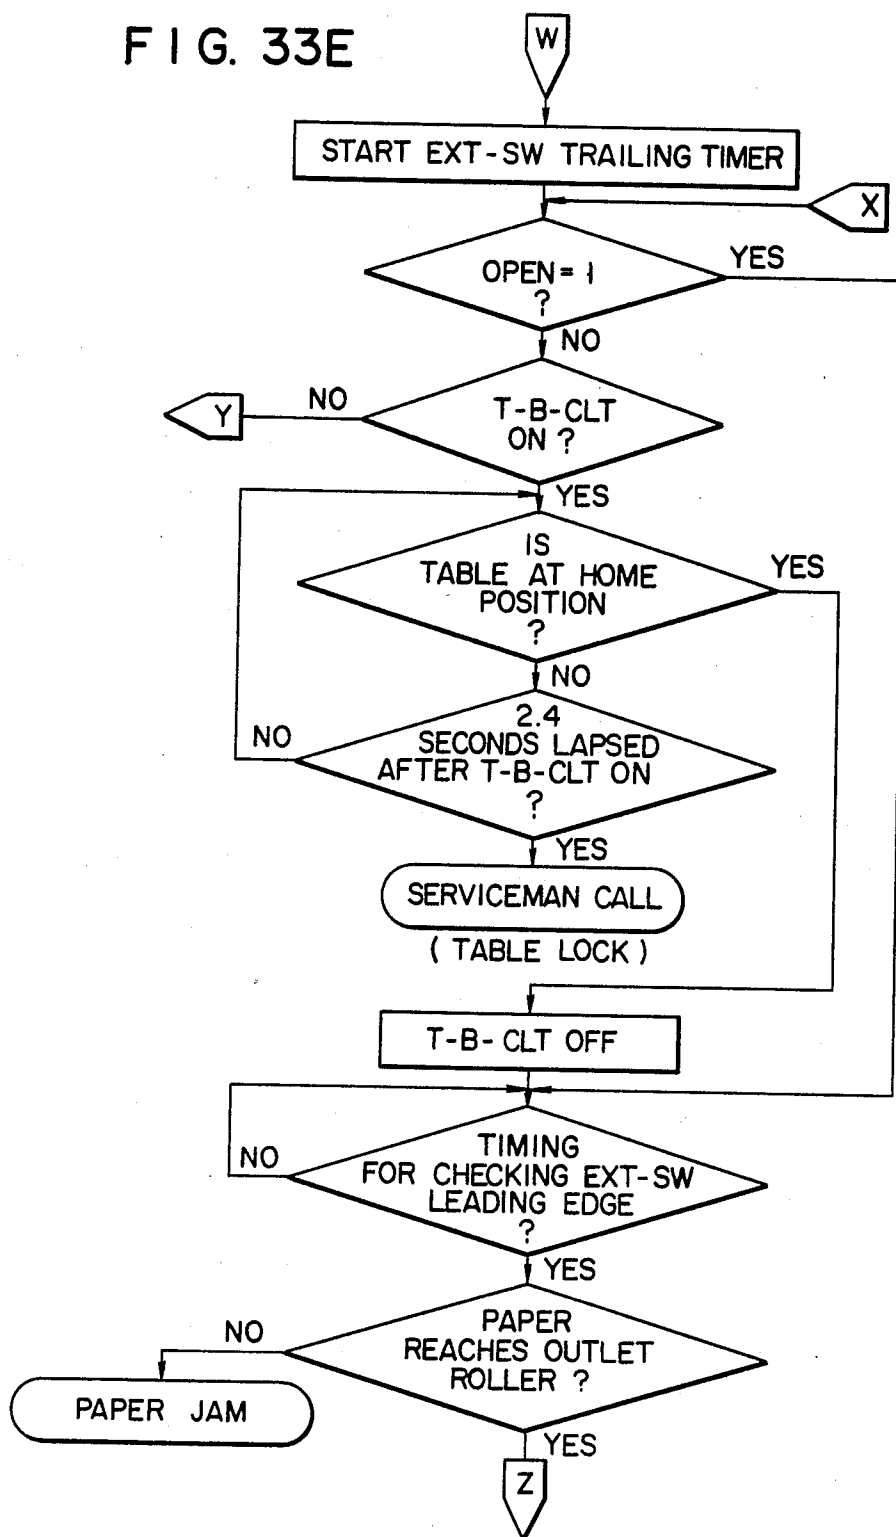 FIG. 33E
W
START EXT-SW TRAILING TIMER
X
OPEN = 1
?
YES
NO
Y
NO
T-B-CLT
ON ?
YES
IS
TABLE AT HOME
POSITION
?
YES
NO
2.4
SECONDS LAPSED
AFTER T-B-CLT ON
?
NO
YES
SERVICEMAN CALL
( TABLE LOCK )
T-B-CLT OFF
TIMING
FOR CHECKING EXT-SW
LEADING EDGE
?
NO
YES
PAPER
REACHES OUTLET
ROLLER ?
NO
PAPER JAM
YES
Z